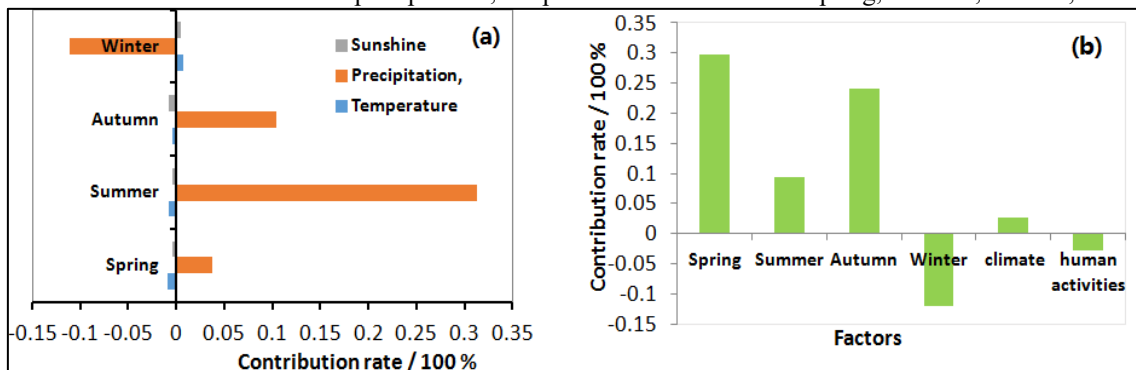 (a)
Sunshine
Precipitation,
Temperature
Winter
Autumn
Summer
Spring
-0.15 -0.1 -0.05 0 0.05 0.1 0.15 0.2 0.25 0.3 0.35
Contribution rate / 100 %
(b)
Contribution rate / 100 %
0.35
0.3
0.25
0.2
0.15
0.1
0.05
0
-0.05
-0.1
-0.15
Spring Summer Autumn Winter climate human
activities
Factors